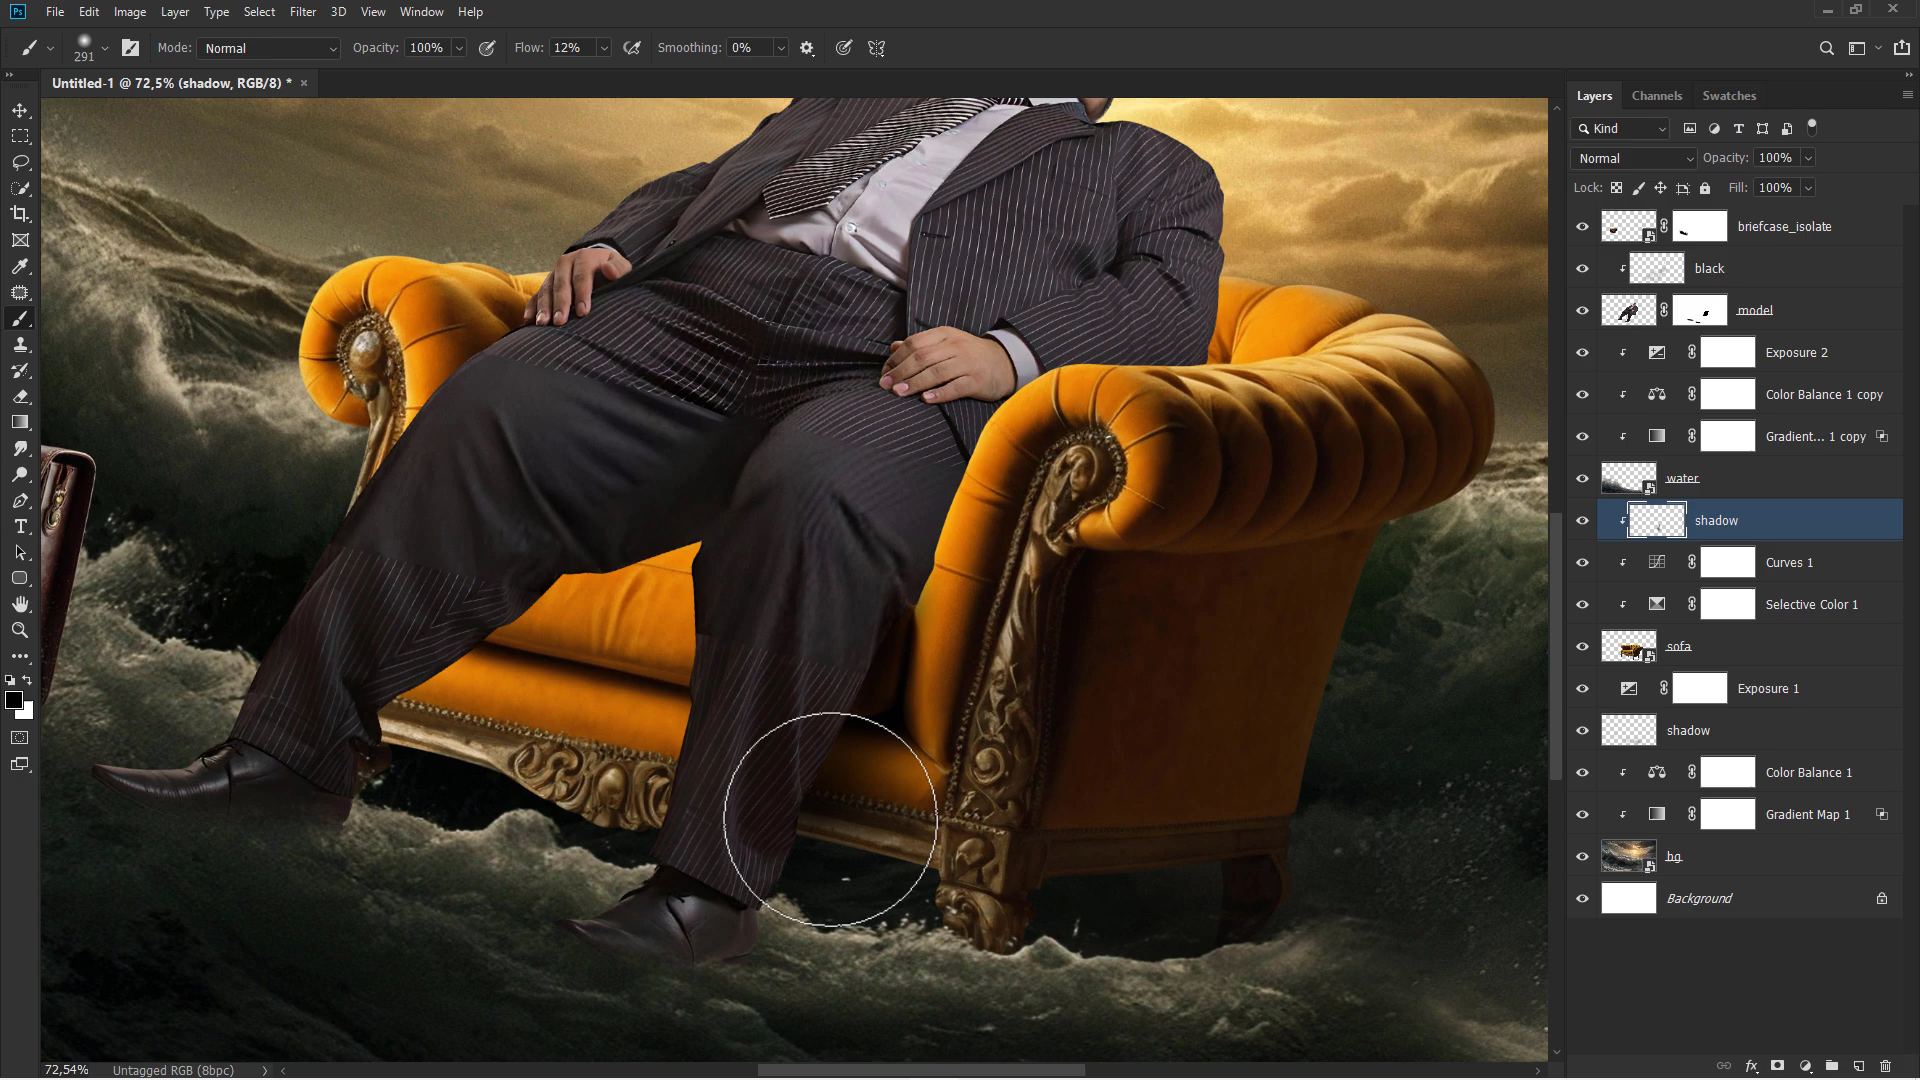 Ps File Edit Image Layer Type Select Filter 3D View Window Help
291 Mode: Normal Opacity: 100% Flow: 12% Smoothing: 0%
Untitled-1 @ 72,5% (shadow, RGB/8) * ×
Layers Channels Swatches
Kind
Normal Opacity: 100%
Lock: Fill: 100%
briefcase_isolate
black
model
Exposure 2
Color Balance 1 copy
Gradient... 1 copy
water
shadow
Curves 1
Selective Color 1
sofa
Exposure 1
shadow
Color Balance 1
Gradient Map 1
bg
Background
72,54% Untagged RGB (8bpc)
fx